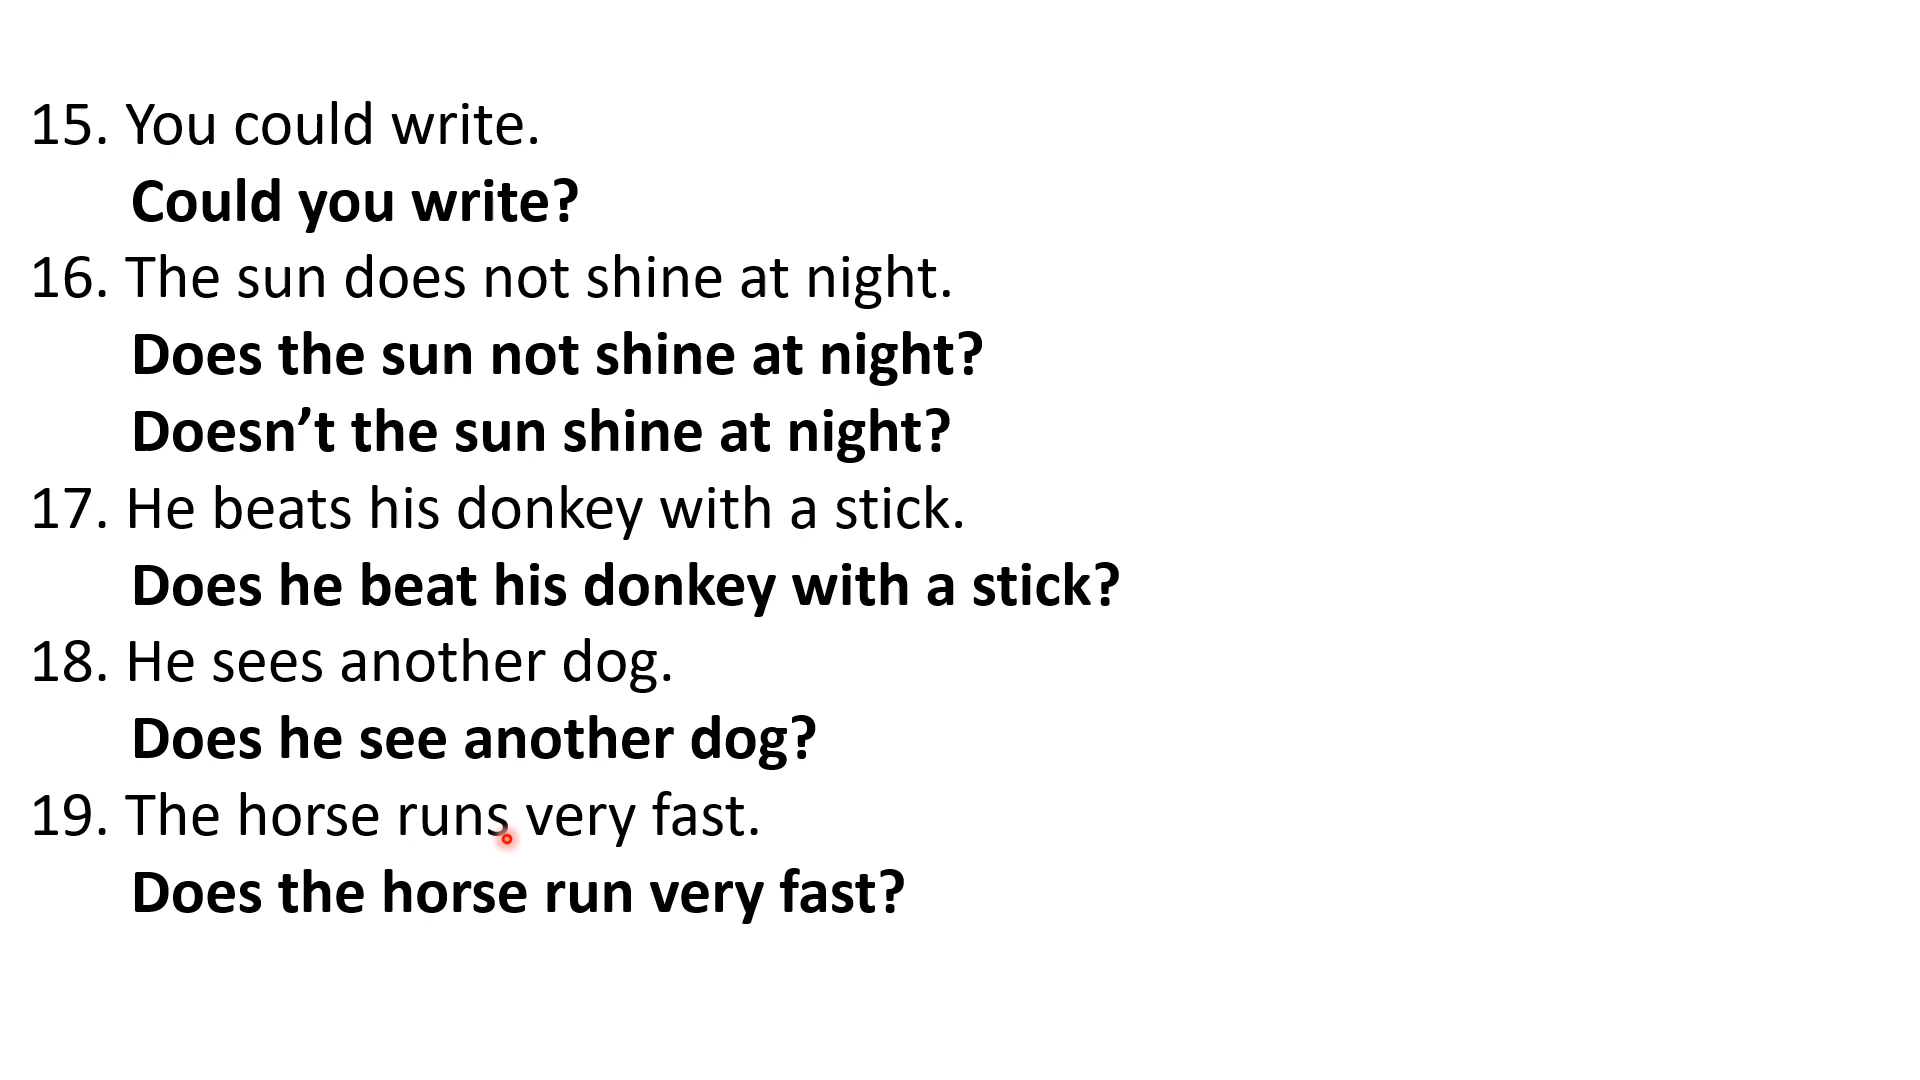 15. You could write.
Could you write?
16. The sun does not shine at night.
Does the sun not shine at night?
Doesn’t the sun shine at night?
17. He beats his donkey with a stick.
Does he beat his donkey with a stick?
18. He sees another dog.
Does he see another dog?
19. The horse runs very fast.
Does the horse run very fast?